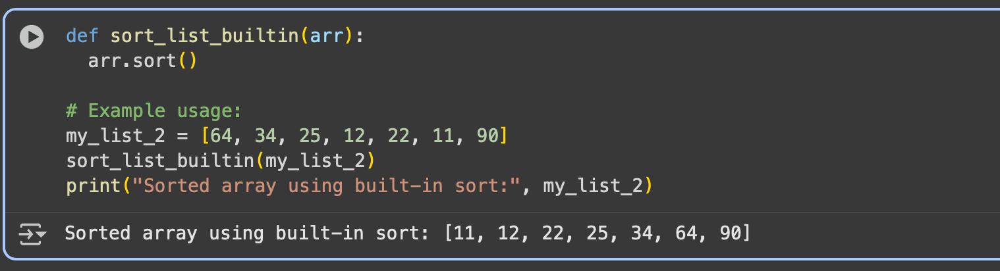 def sort_list_builtin(arr):
  arr.sort()

# Example usage:
my_list_2 = [64, 34, 25, 12, 22, 11, 90]
sort_list_builtin(my_list_2)
print("Sorted array using built-in sort:", my_list_2)
Sorted array using built-in sort: [11, 12, 22, 25, 34, 64, 90]